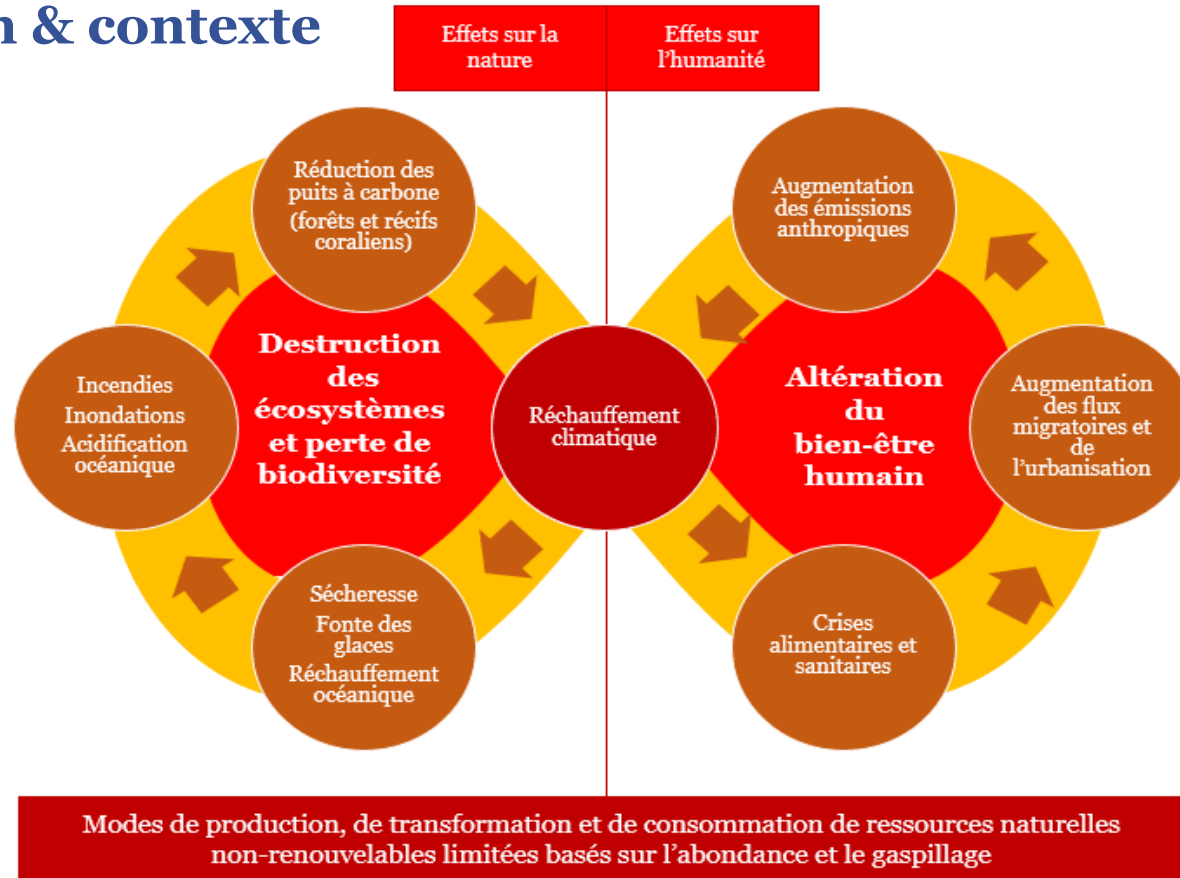 n & contexte
Effets sur la
nature
Effets sur
l’humanité
Réduction des
puits à carbone
(forêts et récifs
coraliens)
Augmentation
des émissions
anthropiques
Destruction
des
écosystèmes
et perte de
biodiversité
Incendies
Inondations
Acidification
océanique
Réchauffement
climatique
Altération
du
bien-être
humain
Augmentation
des flux
migratoires et
de
l’urbanisation
Sécheresse
Fonte des
glaces
Réchauffement
océanique
Crises
alimentaires et
sanitaires
Modes de production, de transformation et de consommation de ressources naturelles
non-renouvelables limitées basés sur l’abondance et le gaspillage